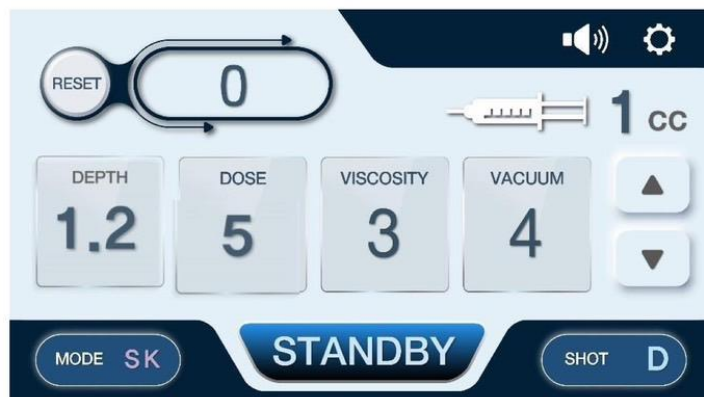 RESET 0
1 cc
DEPTH DOSE VISCOSITY VACUUM
1.2 5 3 4
MODE SK STANDBY SHOT D